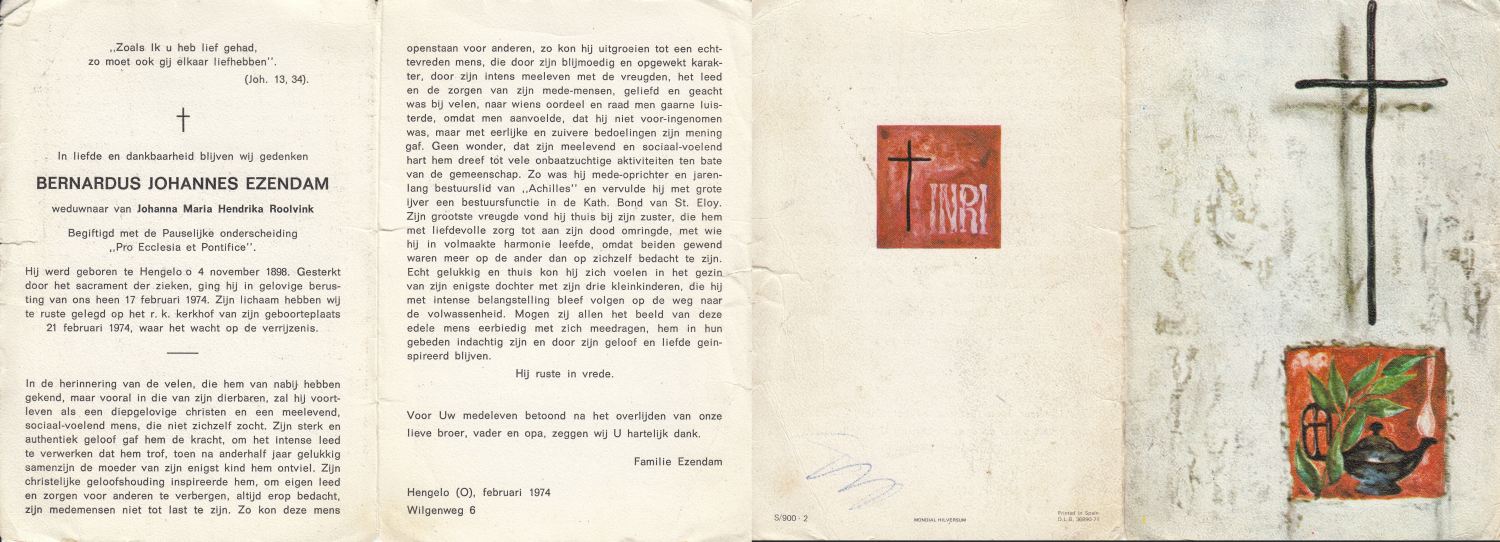 „Zoals Ik u heb lief gehad,
zo moet ook gij elkaar liefhebben".
(Joh. 13, 34).
In liefde en dankbaarheid blijven wij gedenken
BERNARDUS JOHANNES EZENDAM
weduwnaar van Johanna Maria Hendrika Roolvink
Begiftigd met de Pauselijke onderscheiding
„Pro Ecclesia et Pontifice".
Hij werd geboren te Hengelo o 4 november 1898. Gesterkt
door het sacrament der zieken, ging hij in gelovige berus-
ting van ons heen 17 februari 1974. Zijn lichaam hebben wij
te ruste gelegd op het r. k. kerkhof van zijn geboorteplaats
21 februari 1974, waar het wacht op de verrijzenis.
In de herinnering van de velen, die hem van nabij hebben
gekend, maar vooral in die van zijn dierbaren, zal hij voort-
leven als een diepgelovige christen en een meelevend,
sociaal-voelend mens, die niet zichzelf zocht. Zijn sterk en
authentiek geloof gaf hem de kracht, om het intense leed
te verwerken dat hem trof, toen na anderhalf jaar gelukkig
samenzijn de moeder van zijn enigst kind hem ontviel. Zijn
christelijke geloofshouding inspireerde hem, om eigen leed
en zorgen voor anderen te verbergen, altijd erop bedacht,
zijn medemensen niet tot last te zijn. Zo kon deze mens
openstaan voor anderen, zo kon hij uitgroeien tot een echt-
tevreden mens, die door zijn blijmoedig en opgewekt karak-
ter, door zijn intens meeleven met de vreugden, het leed
en de zorgen van zijn mede-mensen, geliefd en geacht
was bij velen, naar wiens oordeel en raad men gaarne luis-
terde, omdat men aanvoelde, dat hij niet voor-ingenomen
was, maar met eerlijke en zuivere bedoelingen zijn mening
gaf. Geen wonder, dat zijn meelevend en sociaal-voelend
hart hem dreef tot vele onbaatzuchtige aktiviteiten ten bate
van de gemeenschap. Zo was hij mede-oprichter en jaren-
lang bestuurslid van „Achilles" en vervulde hij met grote
ijver een bestuursfunctie in de Kath. Bond van St. Eloy.
Zijn grootste vreugde vond hij thuis bij zijn zuster, die hem
met liefdevolle zorg tot aan zijn dood omringde, met wie
hij in volmaakte harmonie leefde, omdat beiden gewend
waren meer op de ander dan op zichzelf bedacht te zijn.
Echt gelukkig en thuis kon hij zich voelen in het gezin
van zijn enigste dochter met zijn drie kleinkinderen, die hij
met intense belangstelling bleef volgen op de weg naar
de volwassenheid. Mogen zij allen het beeld van deze
edele mens eerbiedig met zich meedragen, hem in hun
gebeden indachtig zijn en door zijn geloof en liefde gein-
spireerd blijven.
Hij ruste in vrede.
Voor Uw medeleven betoond na het overlijden van onze
lieve broer, vader en opa, zeggen wij U hartelijk dank.
Familie Ezendam
Hengelo (O), februari 1974
Wilgenweg 6
INRI
S/900 - 2
MONDIAL HILVERSUM
Printed in Spain
D.L.B. 36890-71